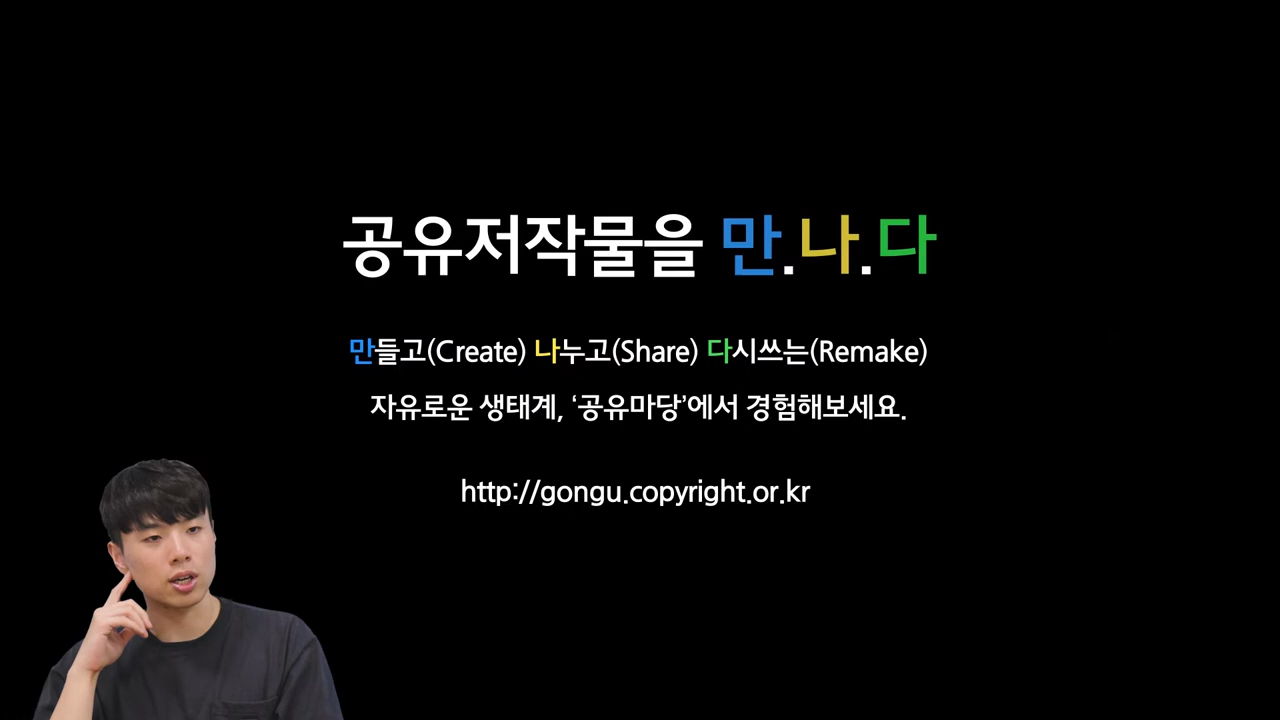 공유저작물을 만.나.다
만들고(Create) 나누고(Share) 다시쓰는(Remake)
자유로운 생태계, ‘공유마당’에서 경험해보세요.
http://gongu.copyright.or.kr